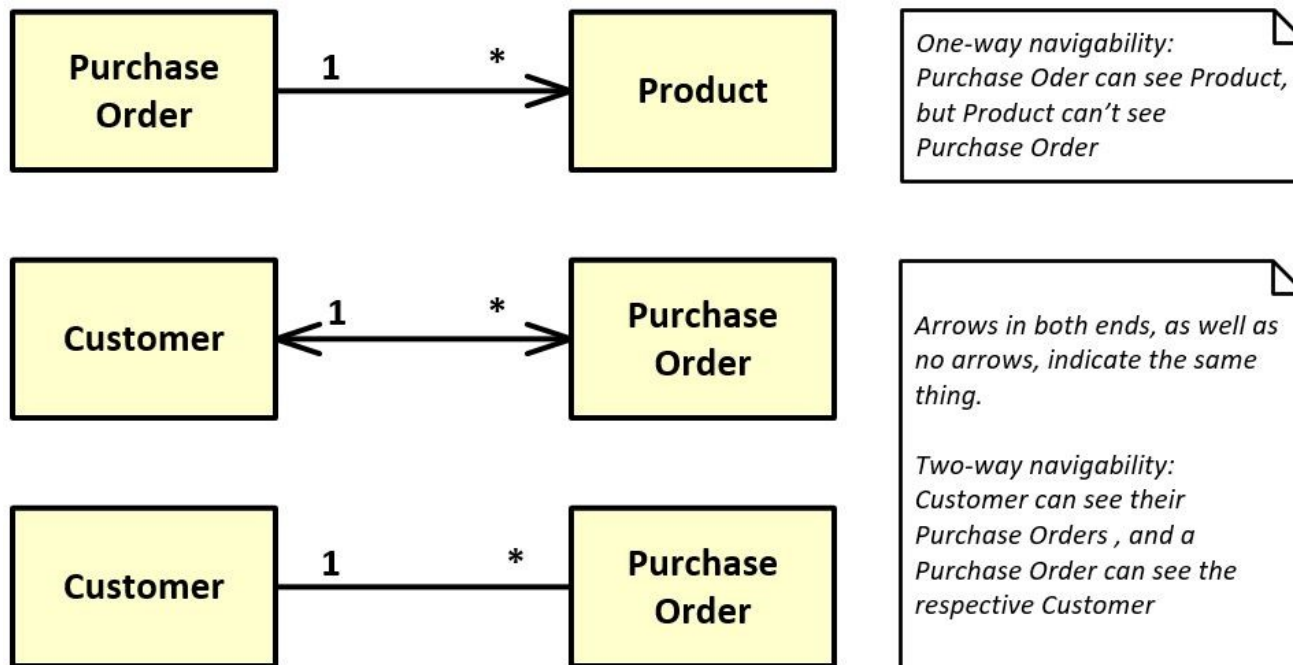 Purchase
Order
1
*
Product
One-way navigability:
Purchase Oder can see Product,
but Product can’t see
Purchase Order
Customer
1
*
Purchase
Order
Arrows in both ends, as well as
no arrows, indicate the same
thing.
Two-way navigability:
Customer can see their
Purchase Orders , and a
Purchase Order can see the
respective Customer
Customer
1
*
Purchase
Order